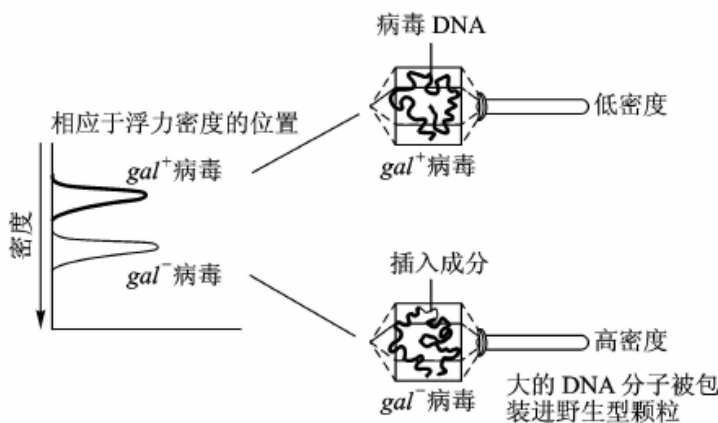 病毒 DNA
相应于浮力密度的位置
低密度
gal⁺病毒
gal⁺病毒
密度
gal⁻病毒
插入成分
高密度
gal⁻病毒
大的 DNA 分子被包
装进野生型颗粒